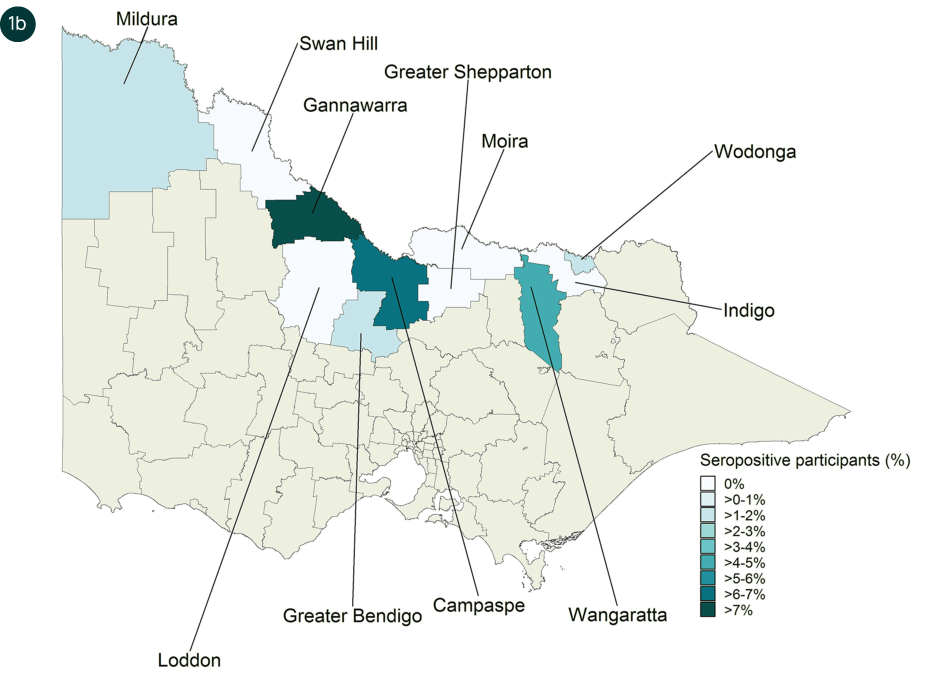 1b
Mildura
Swan Hill
Greater Shepparton
Gannawarra
Moira
Wodonga
Indigo
Seropositive participants (%)
0%
>0-1%
>1-2%
>2-3%
>3-4%
>4-5%
>5-6%
>6-7%
>7%
Greater Bendigo
Campaspe
Wangaratta
Loddon